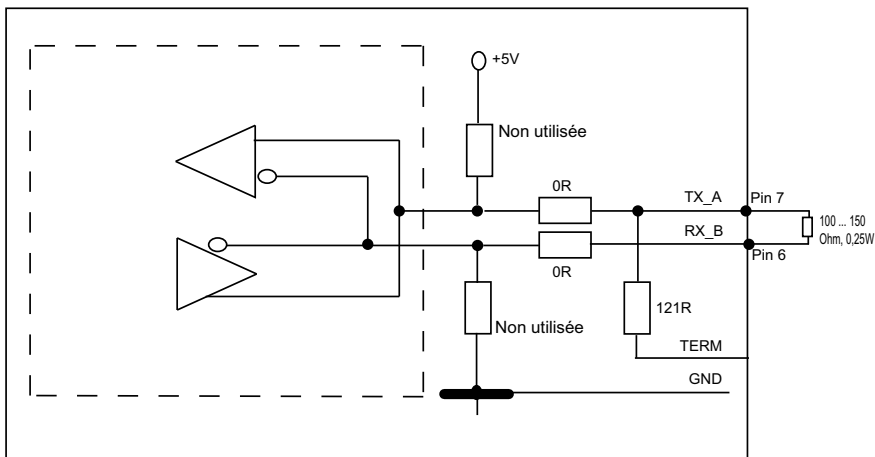 +5V
Non utilisée
0R
TX_A
Pin 7
100 ... 150
Ohm, 0,25W
RX_B
Pin 6
0R
121R
Non utilisée
TERM
GND